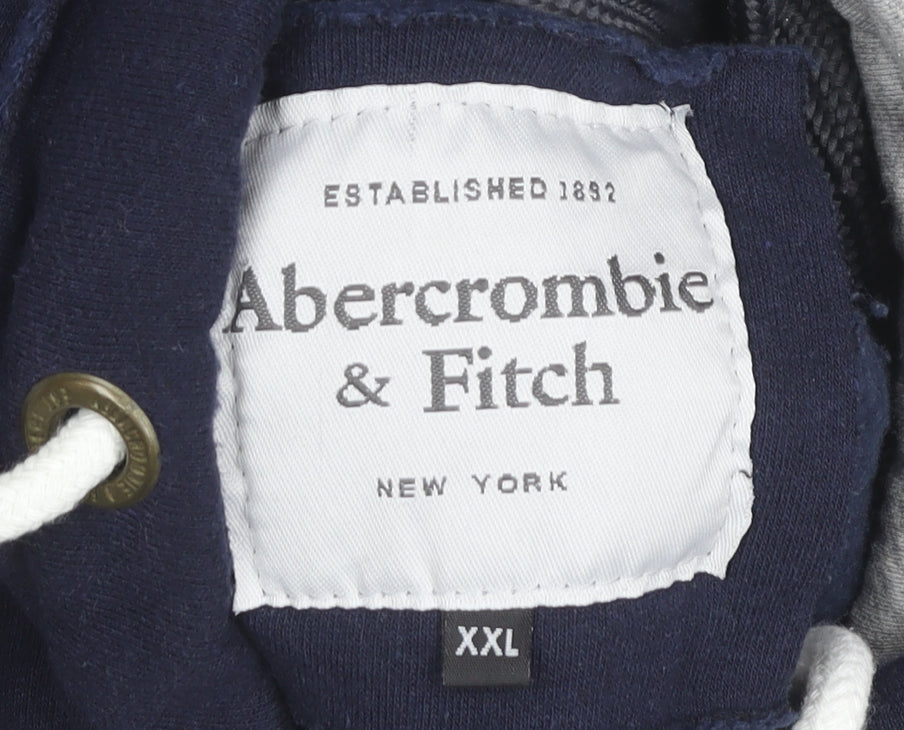 ESTABLISHED 1892
Abercrombie
& Fitch
NEW YORK
XXL